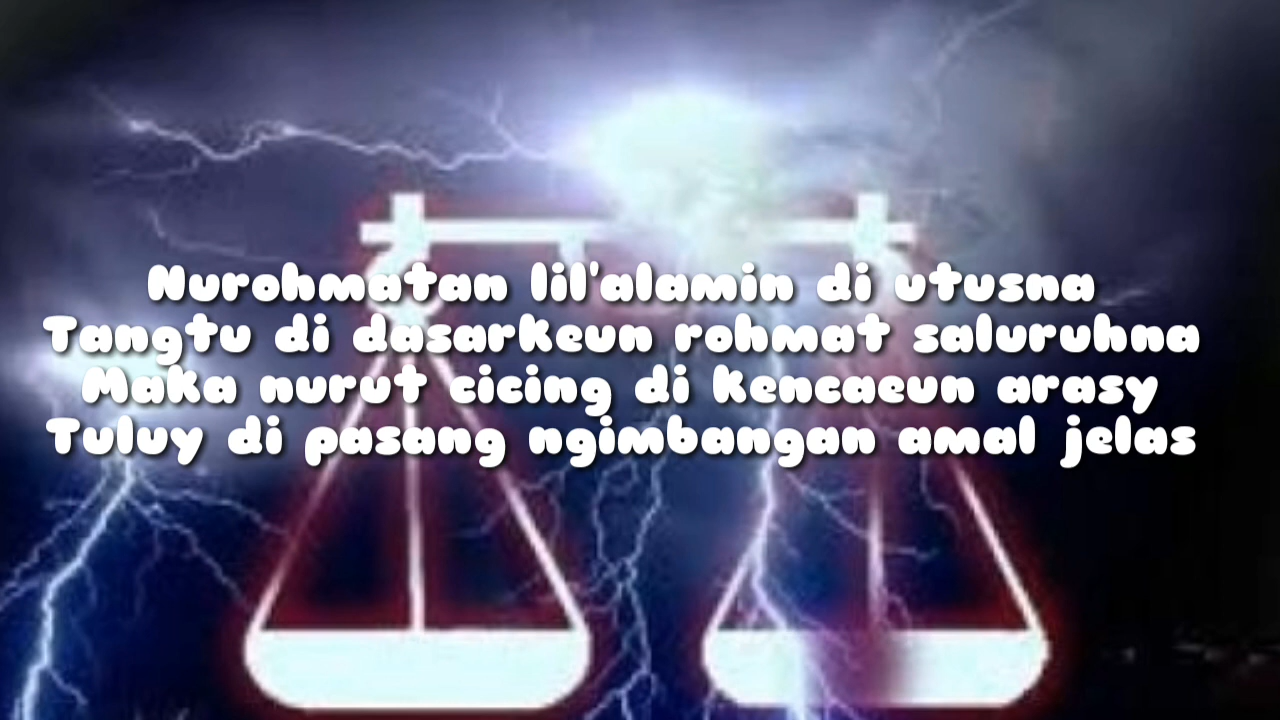 Nurohmatan lil'alamin di utusna
Tangtu di dasarkeun rohmat saluruhna
Maka nurut cicing di kencaeun arasy
Tuluy di pasang ngimbangan amal jelas